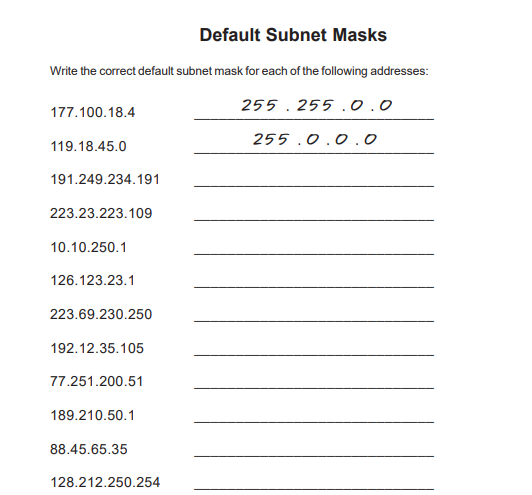 Default Subnet Masks
Write the correct default subnet mask for each of the following addresses:
177.100.18.4 255 . 255 . 0 . 0
119.18.45.0 255 . 0 . 0 . 0
191.249.234.191
223.23.223.109
10.10.250.1
126.123.23.1
223.69.230.250
192.12.35.105
77.251.200.51
189.210.50.1
88.45.65.35
128.212.250.254